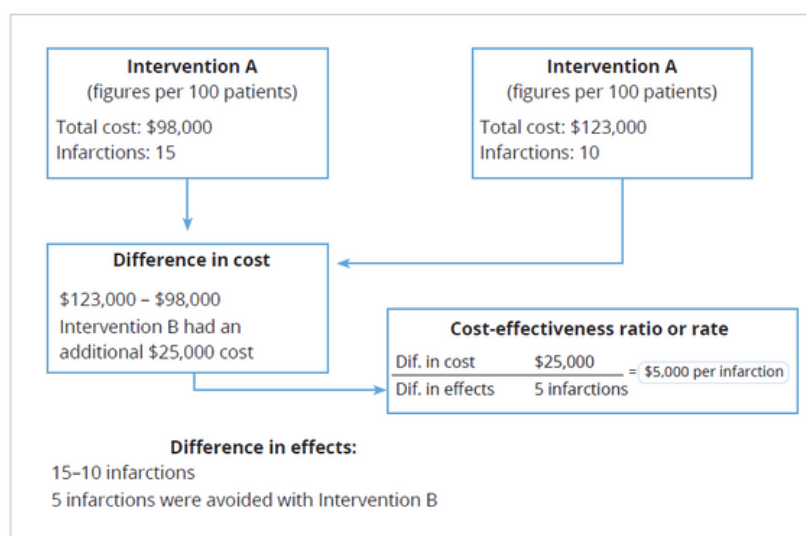 Intervention A
(figures per 100 patients)
Total cost: $98,000
Infarctions: 15
Intervention A
(figures per 100 patients)
Total cost: $123,000
Infarctions: 10
Difference in cost
$123,000 – $98,000
Intervention B had an
additional $25,000 cost
Cost-effectiveness ratio or rate
Dif. in cost $25,000
= $5,000 per infarction
Dif. in effects 5 infarctions
Difference in effects:
15–10 infarctions
5 infarctions were avoided with Intervention B